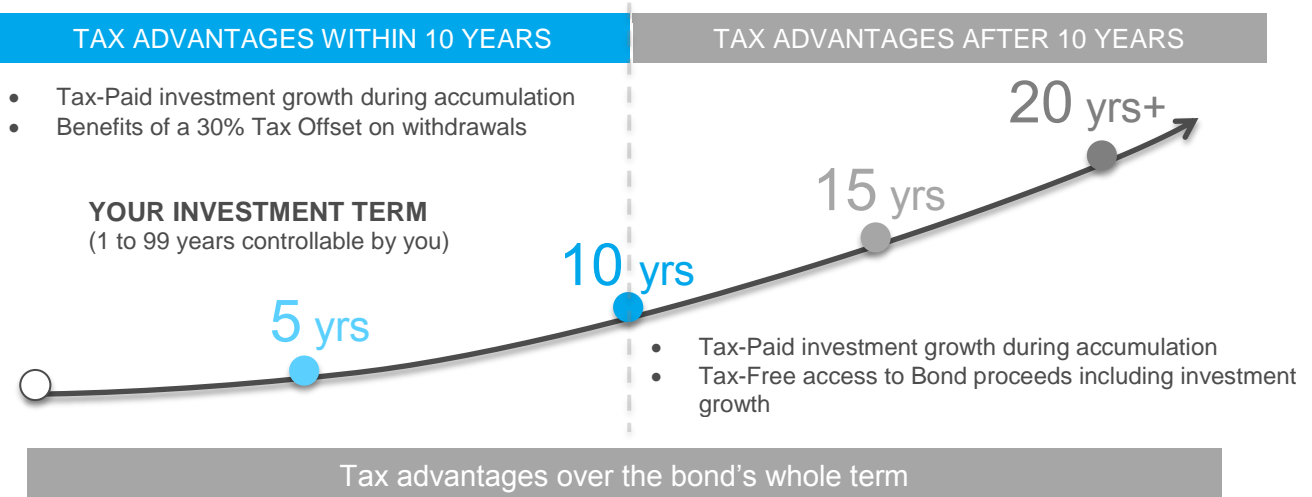 TAX ADVANTAGES WITHIN 10 YEARS
TAX ADVANTAGES AFTER 10 YEARS
• Tax-Paid investment growth during accumulation
• Benefits of a 30% Tax Offset on withdrawals
YOUR INVESTMENT TERM
(1 to 99 years controllable by you)
5 yrs
10 yrs
15 yrs
20 yrs+
• Tax-Paid investment growth during accumulation
• Tax-Free access to Bond proceeds including investment
growth
Tax advantages over the bond's whole term